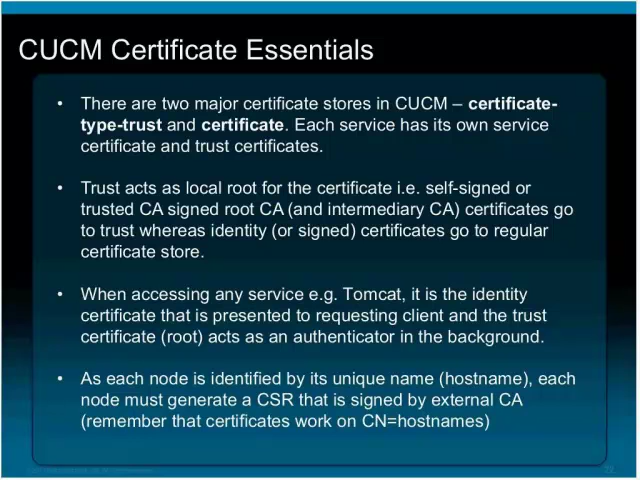 CUCM Certificate Essentials
• There are two major certificate stores in CUCM – certificate-
type-trust and certificate. Each service has its own service
certificate and trust certificates.
• Trust acts as local root for the certificate i.e. self-signed or
trusted CA signed root CA (and intermediary CA) certificates go
to trust whereas identity (or signed) certificates go to regular
certificate store.
• When accessing any service e.g. Tomcat, it is the identity
certificate that is presented to requesting client and the trust
certificate (root) acts as an authenticator in the background.
• As each node is identified by its unique name (hostname), each
node must generate a CSR that is signed by external CA
(remember that certificates work on CN=hostnames)